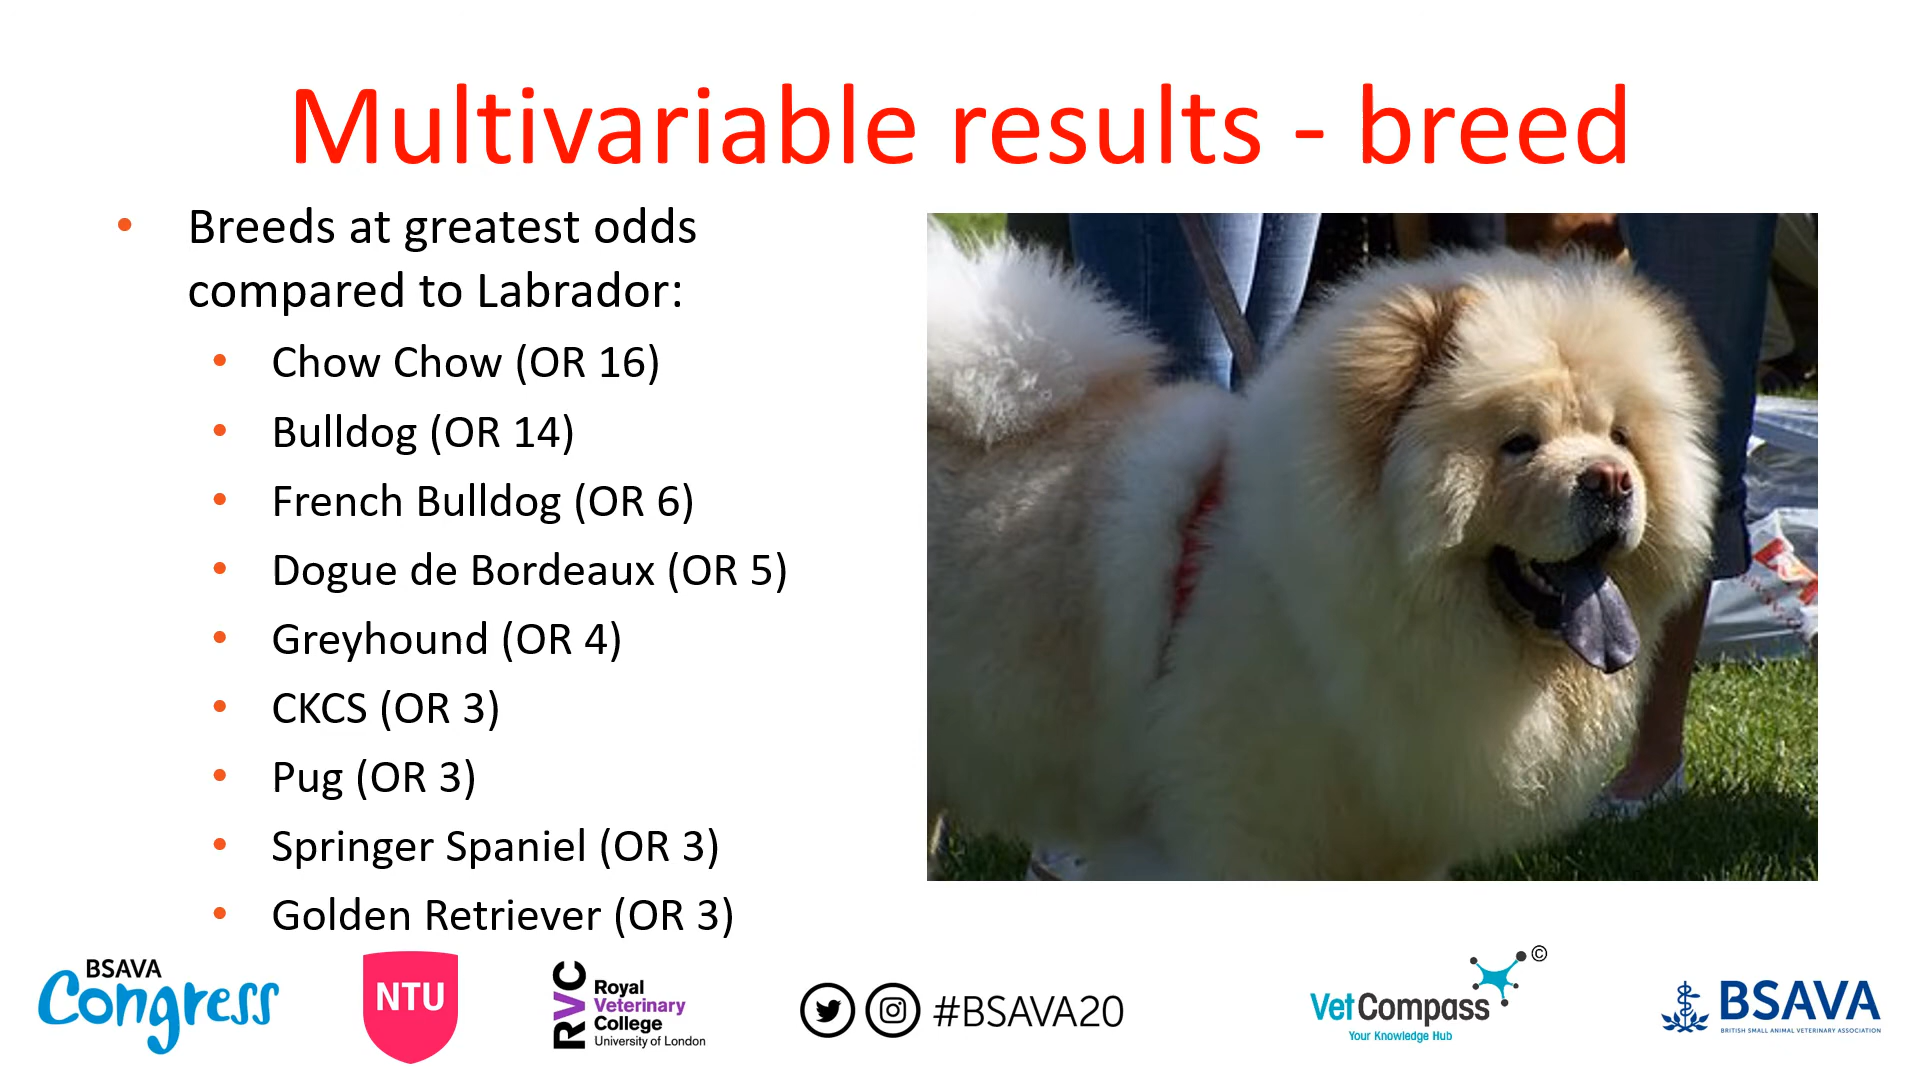 Multivariable results - breed
• Breeds at greatest odds
compared to Labrador:
• Chow Chow (OR 16)
• Bulldog (OR 14)
• French Bulldog (OR 6)
• Dogue de Bordeaux (OR 5)
• Greyhound (OR 4)
• CKCS (OR 3)
• Pug (OR 3)
• Springer Spaniel (OR 3)
• Golden Retriever (OR 3)
BSAVA
Congress
NTU
RVC
Royal
Veterinary
College
University of London
#BSAVA20
VetCompass ©
Your Knowledge Hub
BSAVA
BRITISH SMALL ANIMAL VETERINARY ASSOCIATION